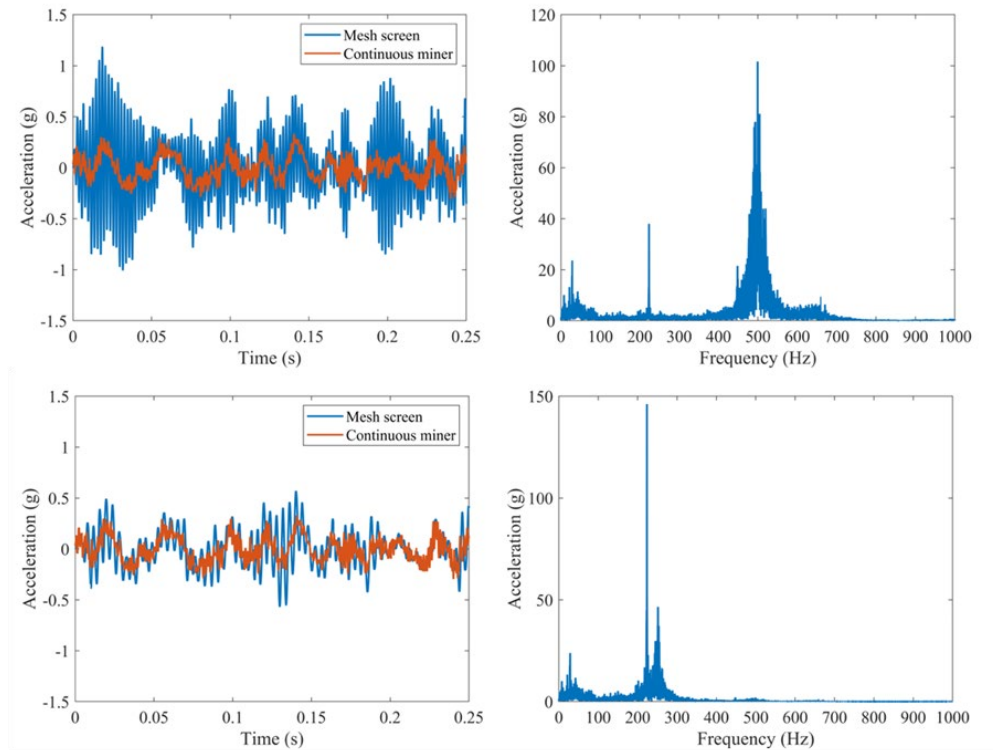 1.5
1
0.5
0
-0.5
-1
-1.5
Acceleration (g)
0 0.05 0.1 0.15 0.2 0.25
Time (s)
Mesh screen
Continuous miner
120
100
80
60
40
20
0
Acceleration (g)
0 100 200 300 400 500 600 700 800 900 1000
Frequency (Hz)
1.5
1
0.5
0
-0.5
-1
-1.5
Acceleration (g)
0 0.05 0.1 0.15 0.2 0.25
Time (s)
Mesh screen
Continuous miner
150
100
50
0
Acceleration (g)
0 100 200 300 400 500 600 700 800 900 1000
Frequency (Hz)